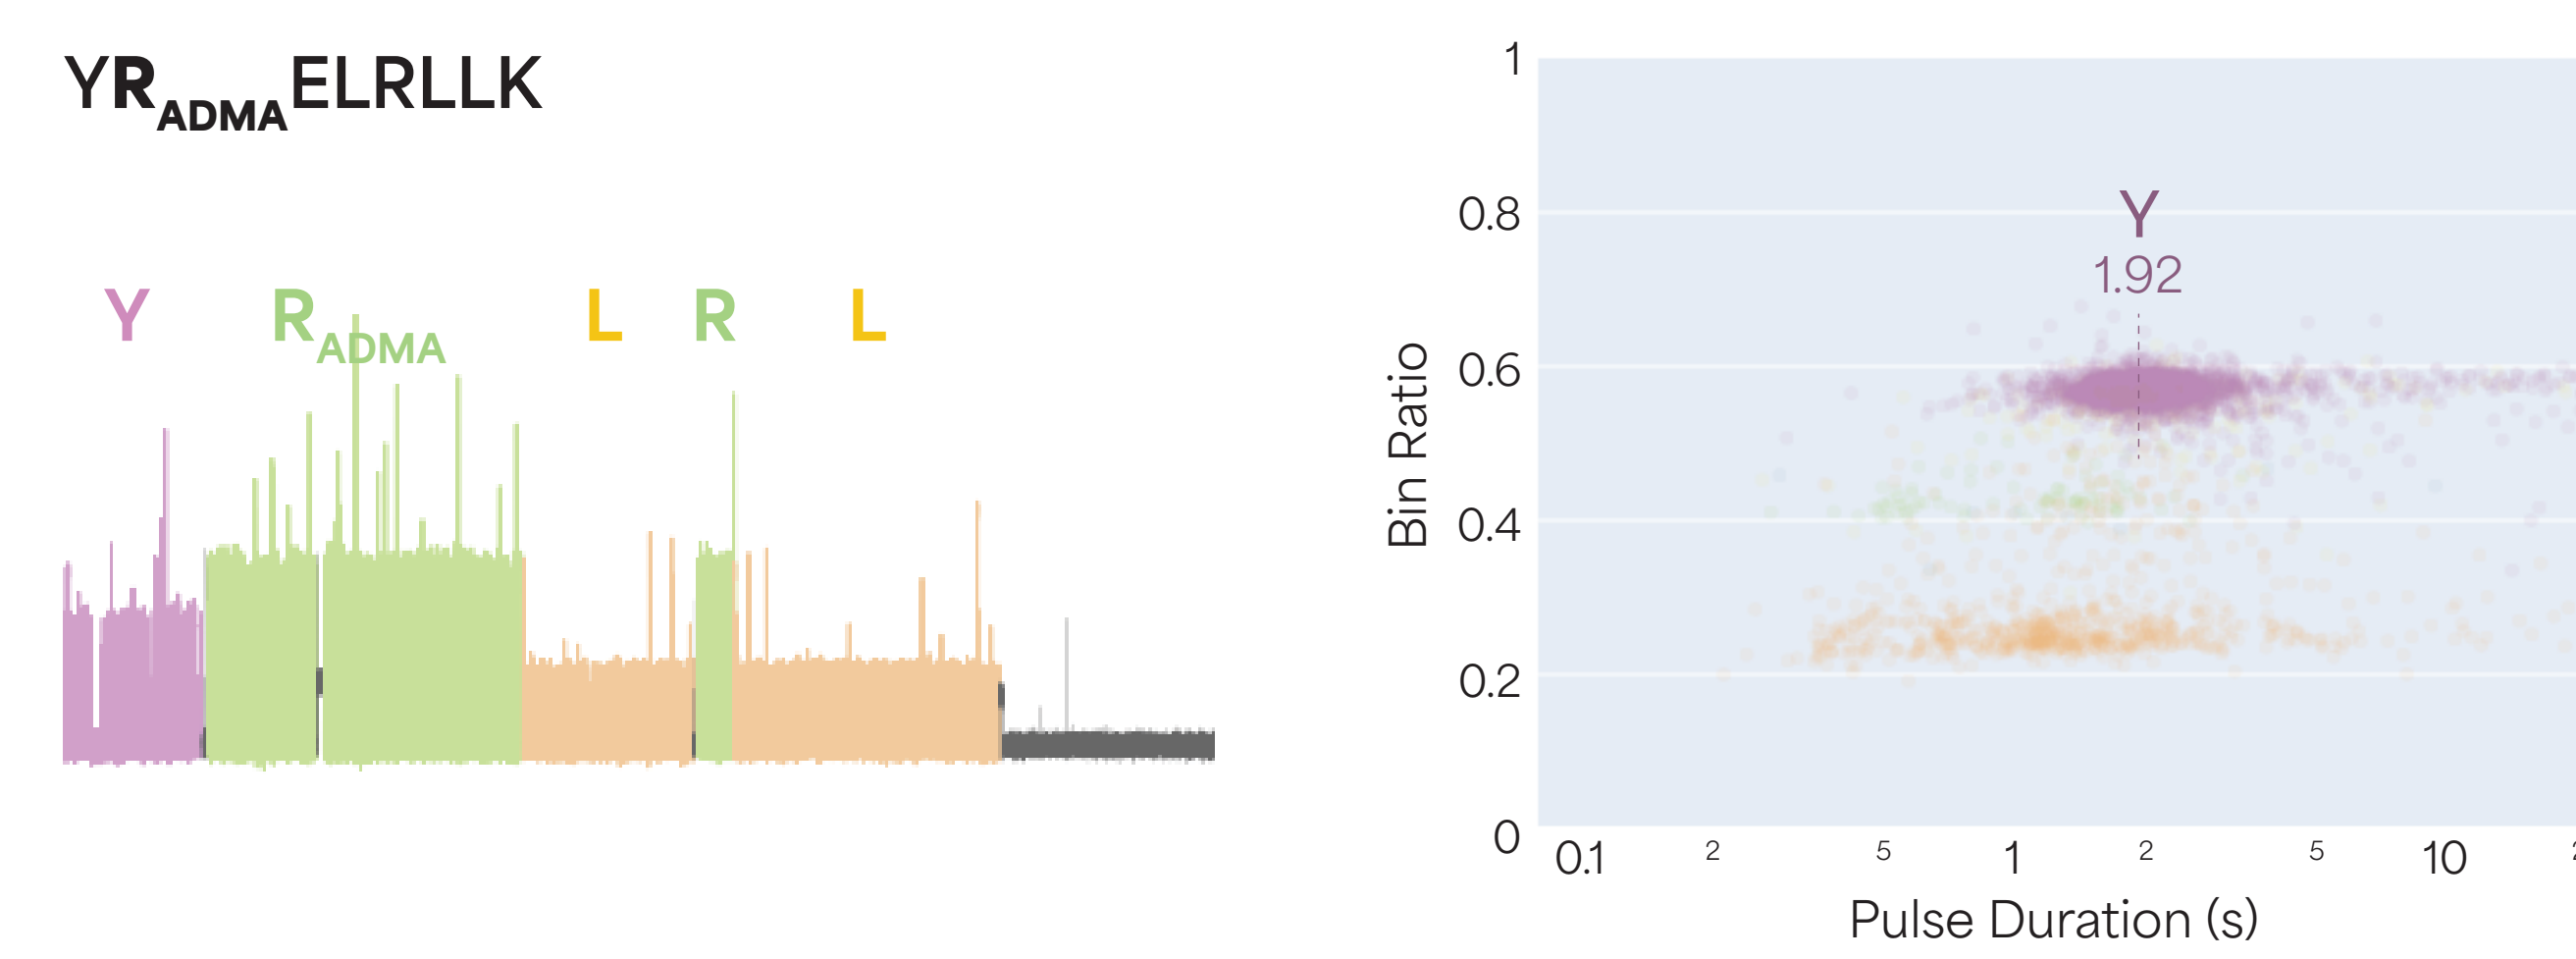 YRADMAELRLLK
Y RADMA L R L
1
0.8
0.6
0.4
0.2
0
Bin Ratio
Y
1.92
0.1 2 5 1 2 5 10
Pulse Duration (s)